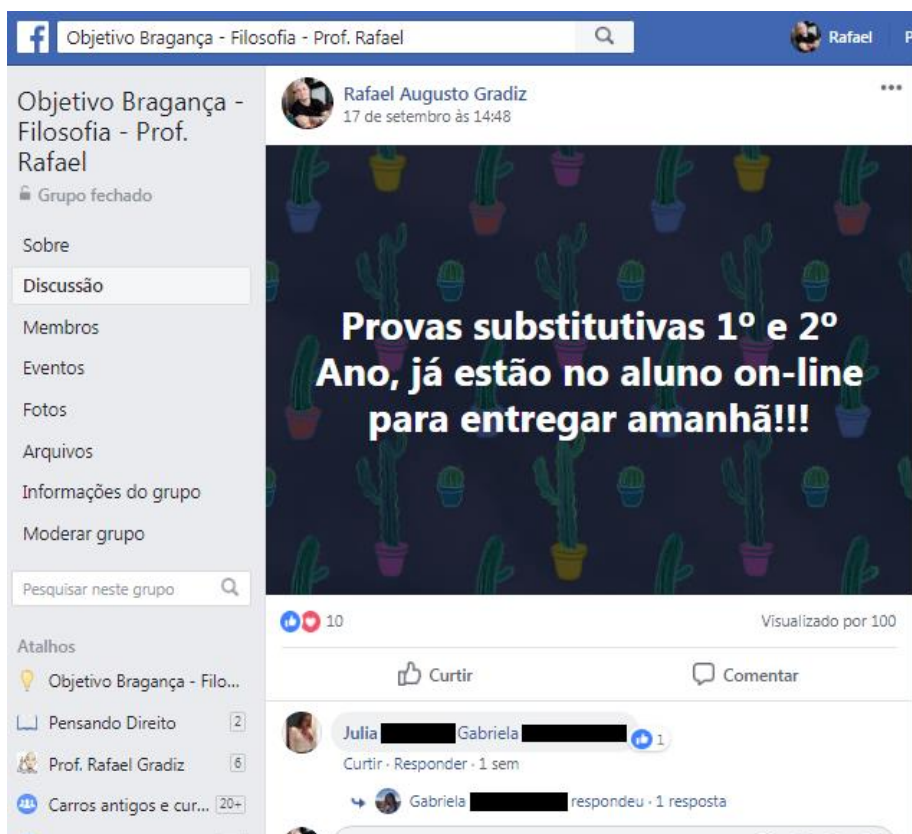 f Objetivo Bragança - Filosofia - Prof. Rafael
Rafael
P
Objetivo Bragança -
Filosofia - Prof.
Rafael
Grupo fechado
Sobre
Discussão
Membros
Eventos
Fotos
Arquivos
Informações do grupo
Moderar grupo
Pesquisar neste grupo
Atalhos
Objetivo Bragança - Filo...
Pensando Direito 2
Prof. Rafael Gradiz 6
Carros antigos e cur... 20+
Rafael Augusto Gradiz
17 de setembro às 14:48
Provas substitutivas 1º e 2º
Ano, já estão no aluno on-line
para entregar amanhã!!!
10
Visualizado por 100
Curtir
Comentar
Julia Gabriela 1
Curtir · Responder · 1 sem
Gabriela respondeu · 1 resposta